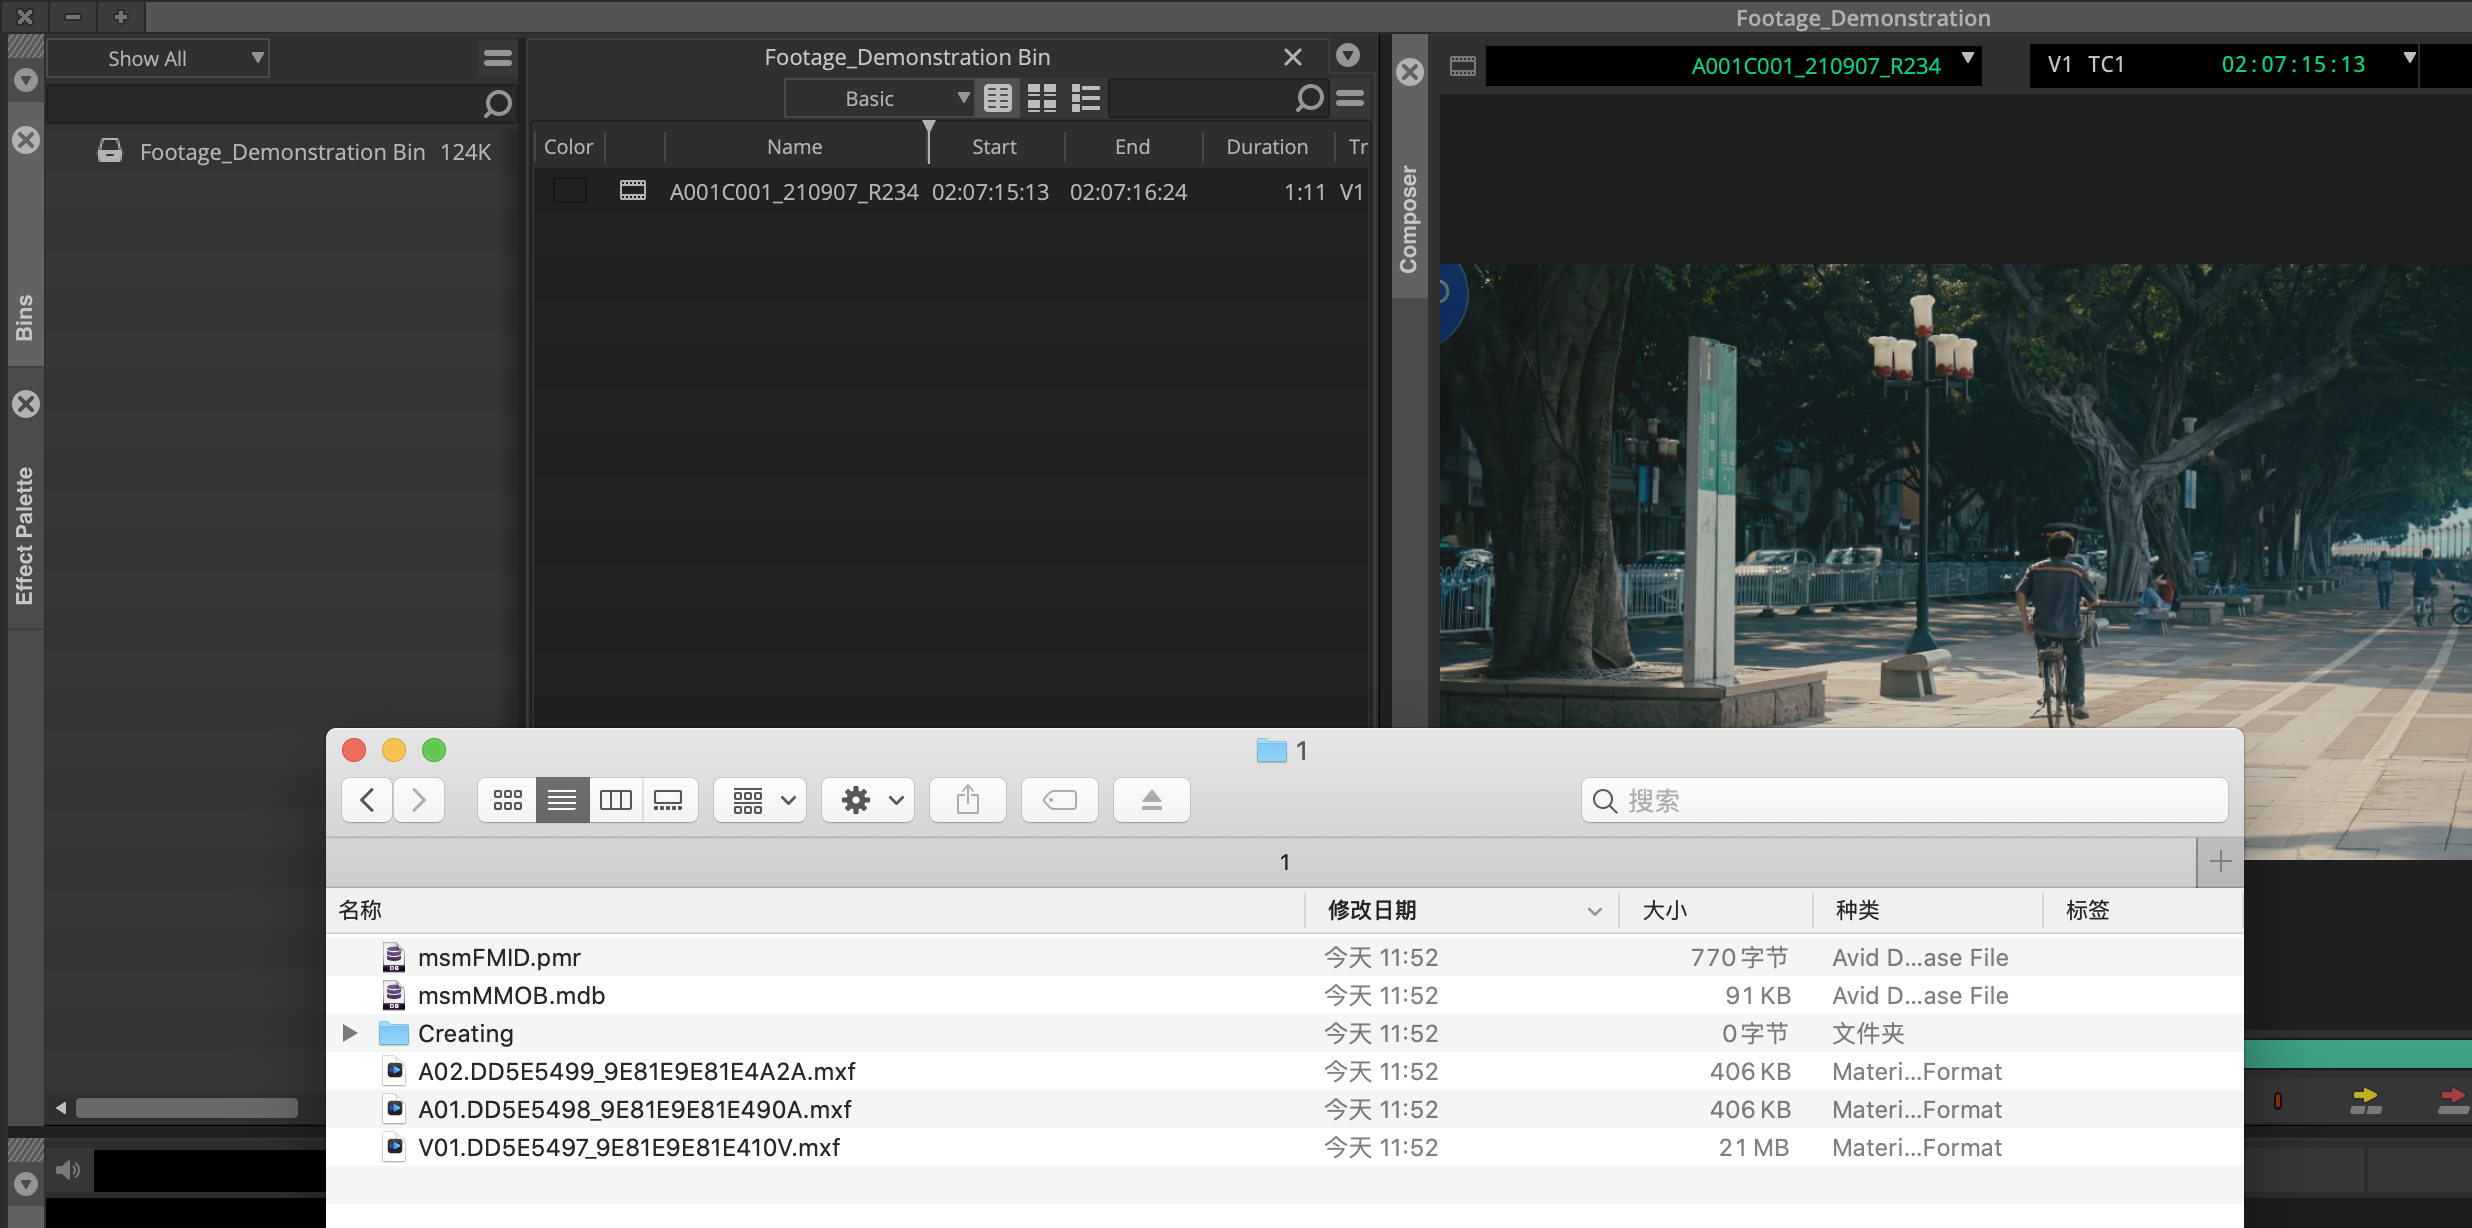 Footage_Demonstration
Show All
Footage_Demonstration Bin 124K
Bins
Effect Palette
Footage_Demonstration Bin
Basic
Color Name Start End Duration Tr
A001C001_210907_R234 02:07:15:13 02:07:16:24 1:11 V1
Composer
A001C001_210907_R234
V1 TC1 02:07:15:13
1
搜索
1
名称 修改日期 大小 种类 标签
msmFMID.pmr 今天 11:52 770 字节 Avid D...ase File
msmMMOB.mdb 今天 11:52 91 KB Avid D...ase File
Creating 今天 11:52 0 字节 文件夹
A02.DD5E5499_9E81E9E81E4A2A.mxf 今天 11:52 406 KB Materi...Format
A01.DD5E5498_9E81E9E81E490A.mxf 今天 11:52 406 KB Materi...Format
V01.DD5E5497_9E81E9E81E410V.mxf 今天 11:52 21 MB Materi...Format